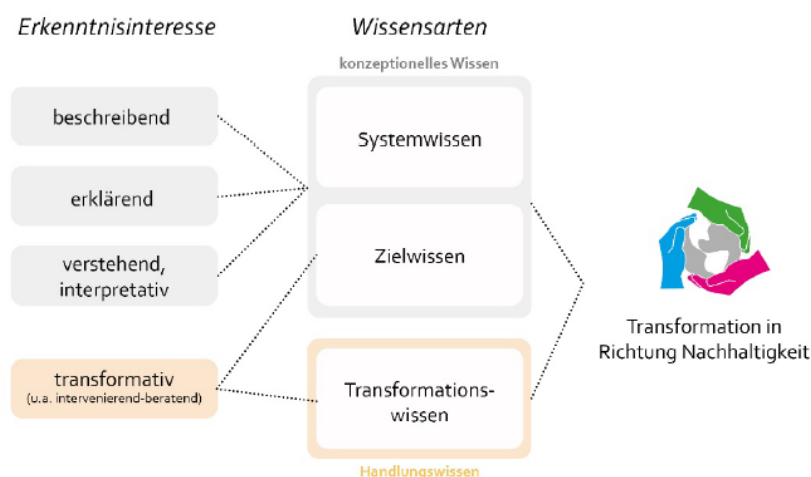 Erkenntnisinteresse
Wissensarten
konzeptionelles Wissen
beschreibend
erklärend
verstehend,
interpretativ
transformativ
(u.a. intervenierend-beratend)
Systemwissen
Zielwissen
Transformations-
wissen
Handlungswissen
Transformation in
Richtung Nachhaltigkeit